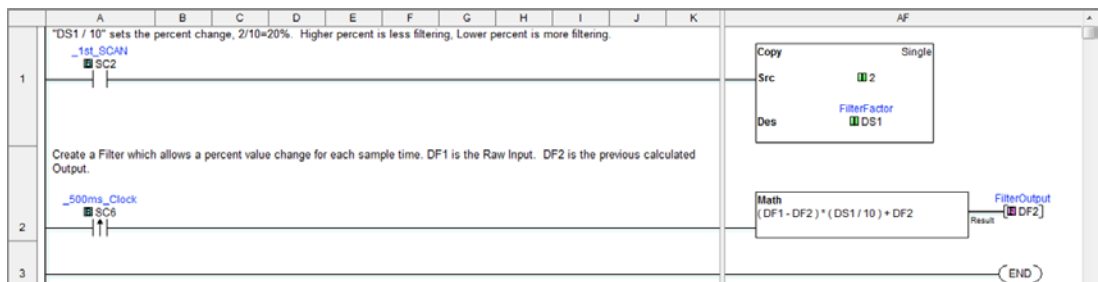 A B C D E F G H I J K AF
"DS1 / 10" sets the percent change, 2/10=20%. Higher percent is less filtering, Lower percent is more filtering.
_1st_SCAN
SC2
1
Copy Single
Src 2
FilterFactor
Des DS1
Create a Filter which allows a percent value change for each sample time. DF1 is the Raw Input. DF2 is the previous calculated
Output.
_500ms_Clock
SC6
2
Math
( DF1 - DF2 ) * ( DS1 / 10 ) + DF2
Result
FilterOutput
DF2
3
END